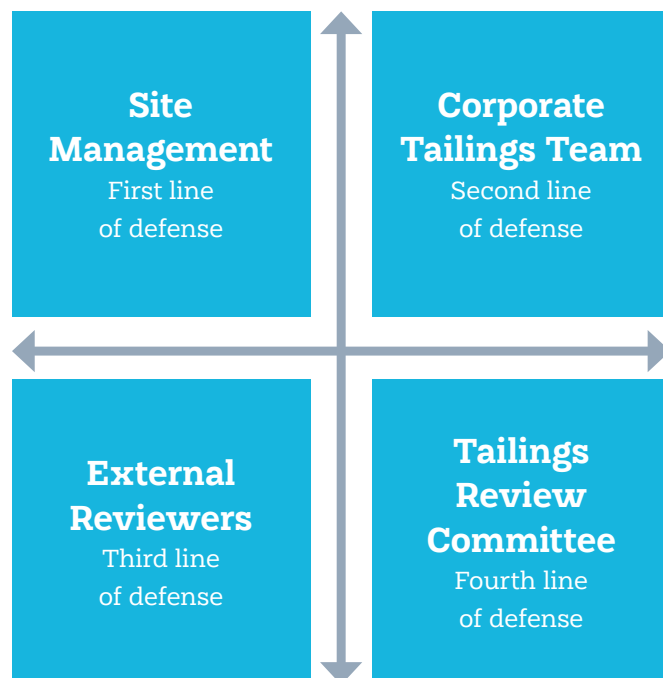 Site
Management
First line
of defense
Corporate
Tailings Team
Second line
of defense
External
Reviewers
Third line
of defense
Tailings
Review
Committee
Fourth line
of defense